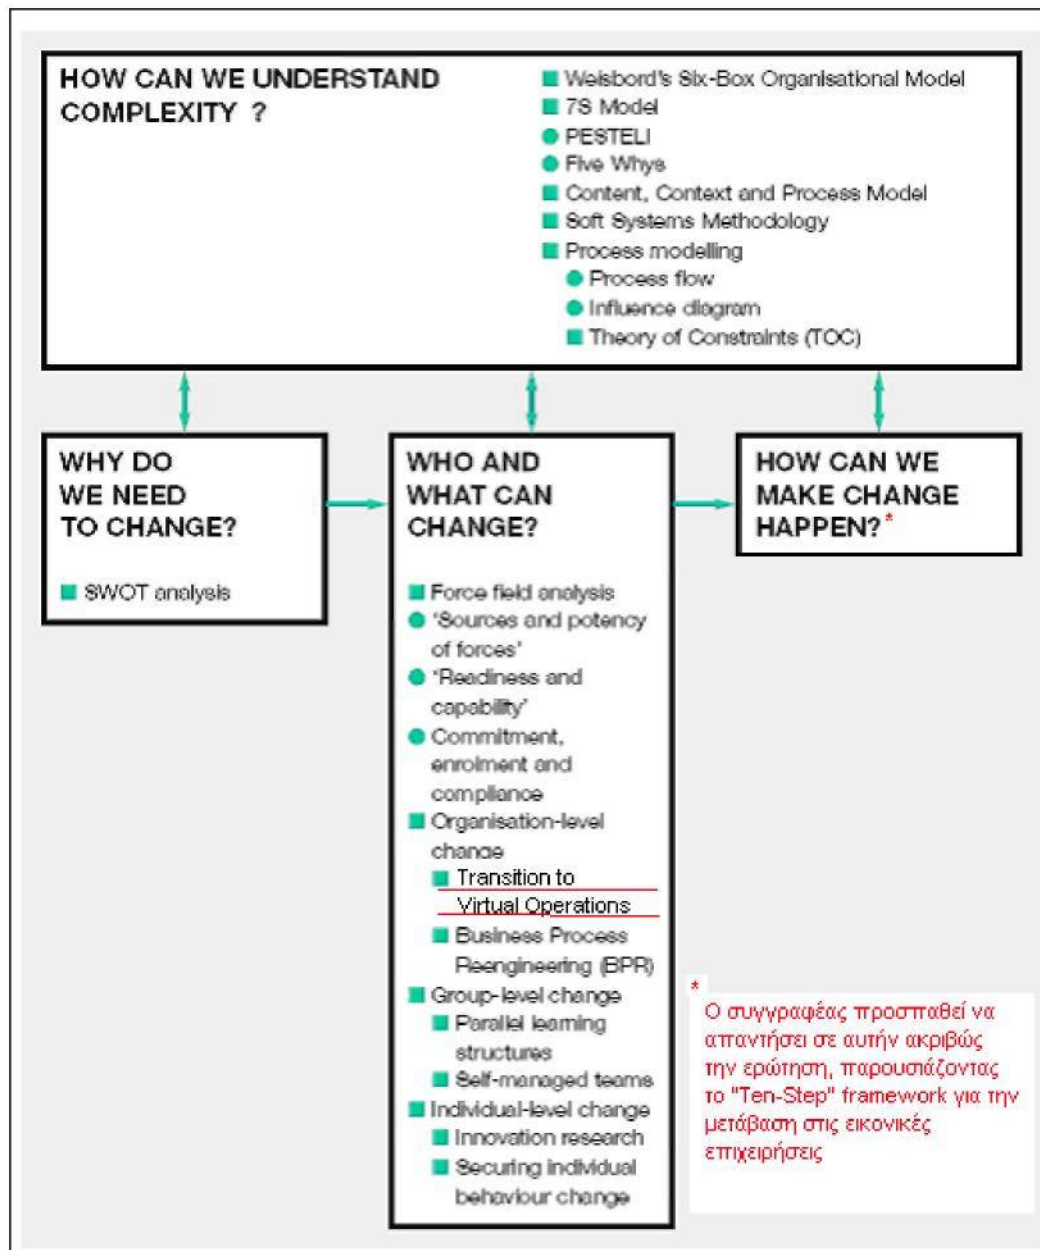 HOW CAN WE UNDERSTAND
COMPLEXITY ?
Weisbord's Six-Box Organisational Model
7S Model
PESTELI
Five Whys
Content, Context and Process Model
Soft Systems Methodology
Process modelling
Process flow
Influence diagram
Theory of Constraints (TOC)
WHY DO
WE NEED
TO CHANGE?
SWOT analysis
WHO AND
WHAT CAN
CHANGE?
Force field analysis
'Sources and potency
of forces'
'Readiness and
capability'
Commitment,
enrolment and
compliance
Organisation-level
change
Transition to
Virtual Operations
Business Process
Reengineering (BPR)
Group-level change
Parallel learning
structures
Self-managed teams
Individual-level change
Innovation research
Securing individual
behaviour change
HOW CAN WE
MAKE CHANGE
HAPPEN?*
*
Ο συγγραφέας προσπαθεί να
απαντήσει σε αυτήν ακριβώς
την ερώτηση, παρουσιάζοντας
το "Ten-Step" framework για την
μετάβαση στις εικονικές
επιχειρήσεις